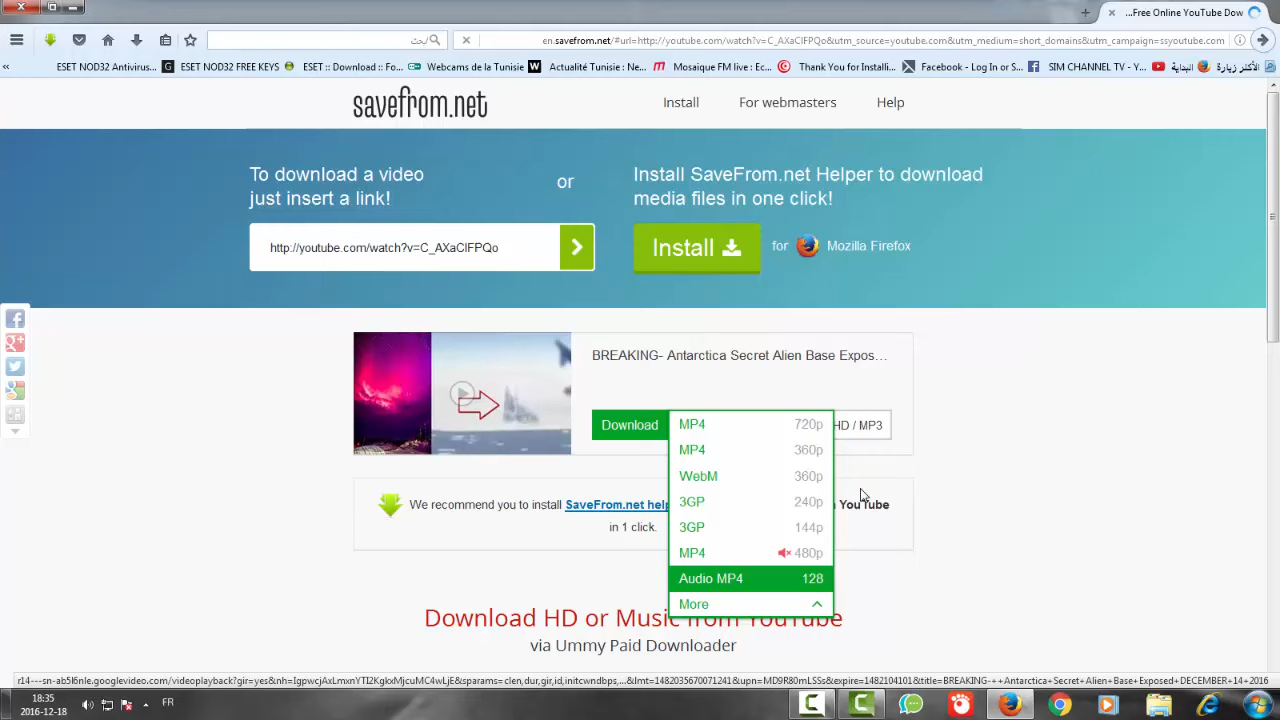 ...Free Online YouTube Dow
ابحث
en.savefrom.net/#url=http://youtube.com/watch?v=C_AXaClFPQo&utm_source=youtube.com&utm_medium=short_domains&utm_campaign=ssyoutube.com
ESET NOD32 Antivirus... ESET NOD32 FREE KEYS ESET :: Download :: Fo... Webcams de la Tunisie Actualité Tunisie : Ne... Mosaique FM live : Ec... Thank You for Installi... Facebook - Log In or S... SIM CHANNEL TV - Y... البداية الأكثر زيارة
savefrom.net
Install
For webmasters
Help
To download a video
just insert a link!
or
Install SaveFrom.net Helper to download
media files in one click!
http://youtube.com/watch?v=C_AXaClFPQo
Install
for
Mozilla Firefox
BREAKING- Antarctica Secret Alien Base Expos...
Download
HD / MP3
MP4 720p
MP4 360p
WebM 360p
3GP 240p
3GP 144p
MP4 480p
Audio MP4 128
More
We recommend you to install SaveFrom.net help
YouTube
in 1 click.
Download HD or Music from YouTube
via Ummy Paid Downloader
18:35
2016-12-18
FR